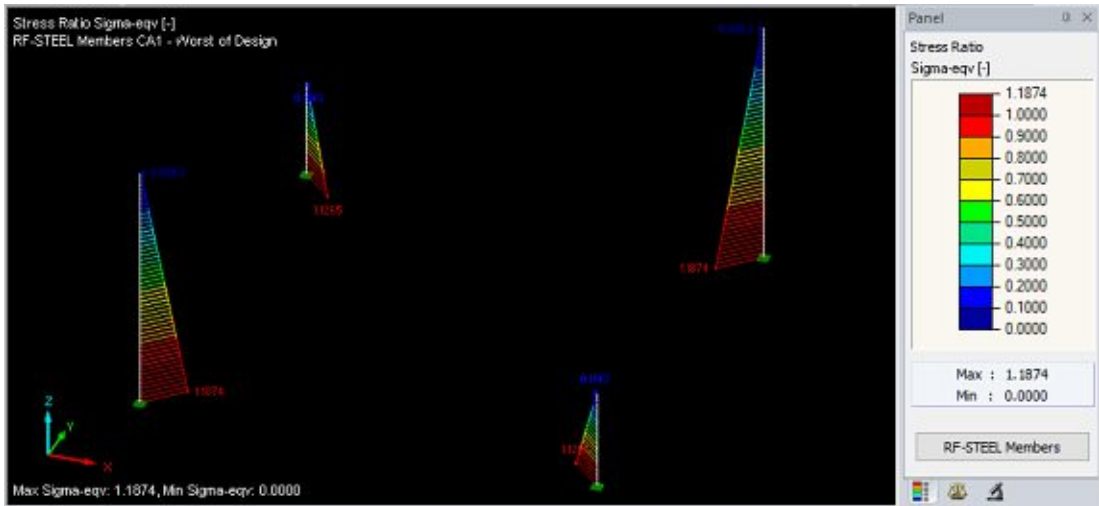 Stress Ratio Sigma-eqv [-]
RF-STEEL Members CA1 - Worst of Design
1.1265
1.1874
1.1874
Z
Y
X
Max Sigma-eqv: 1.1874, Min Sigma-eqv: 0.0000
Panel
Stress Ratio
Sigma-eqv [-]
1.1874
1.0000
0.9000
0.8000
0.7000
0.6000
0.5000
0.4000
0.3000
0.2000
0.1000
0.0000
Max : 1.1874
Min : 0.0000
RF-STEEL Members